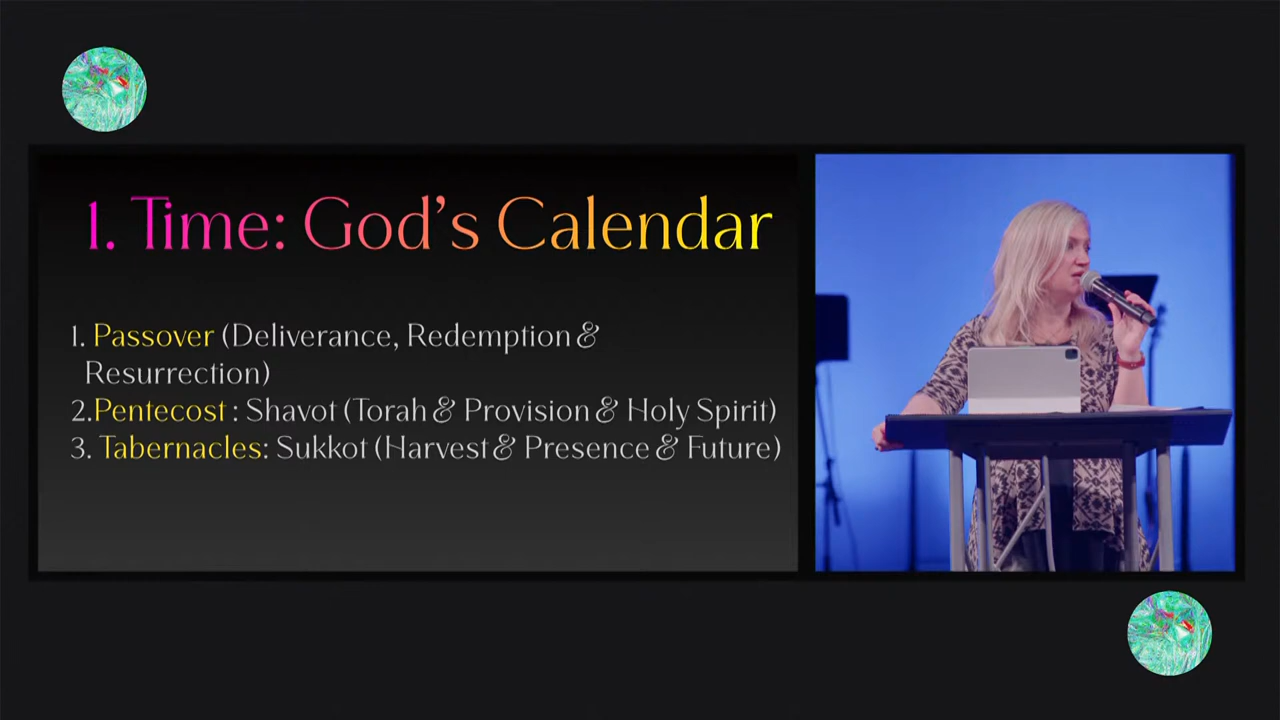 1. Time: God's Calendar
1. Passover (Deliverance, Redemption &
Resurrection)
2.Pentecost : Shavot (Torah & Provision & Holy Spirit)
3. Tabernacles: Sukkot (Harvest & Presence & Future)